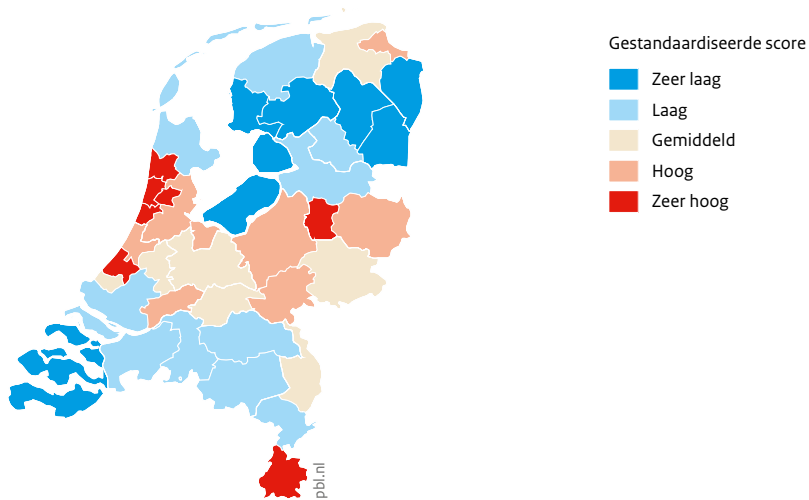 Gestandaardiseerde score
Zeer laag
Laag
Gemiddeld
Hoog
Zeer hoog
pbl.nl